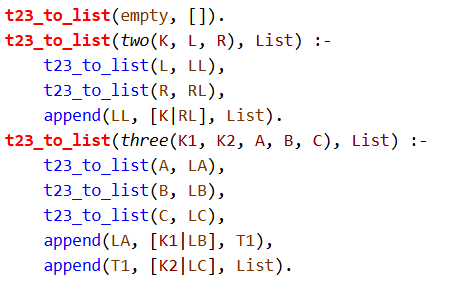 t23_to_list(empty, []).
t23_to_list(two(K, L, R), List) :-
    t23_to_list(L, LL),
    t23_to_list(R, RL),
    append(LL, [K|RL], List).
t23_to_list(three(K1, K2, A, B, C), List) :-
    t23_to_list(A, LA),
    t23_to_list(B, LB),
    t23_to_list(C, LC),
    append(LA, [K1|LB], T1),
    append(T1, [K2|LC], List).